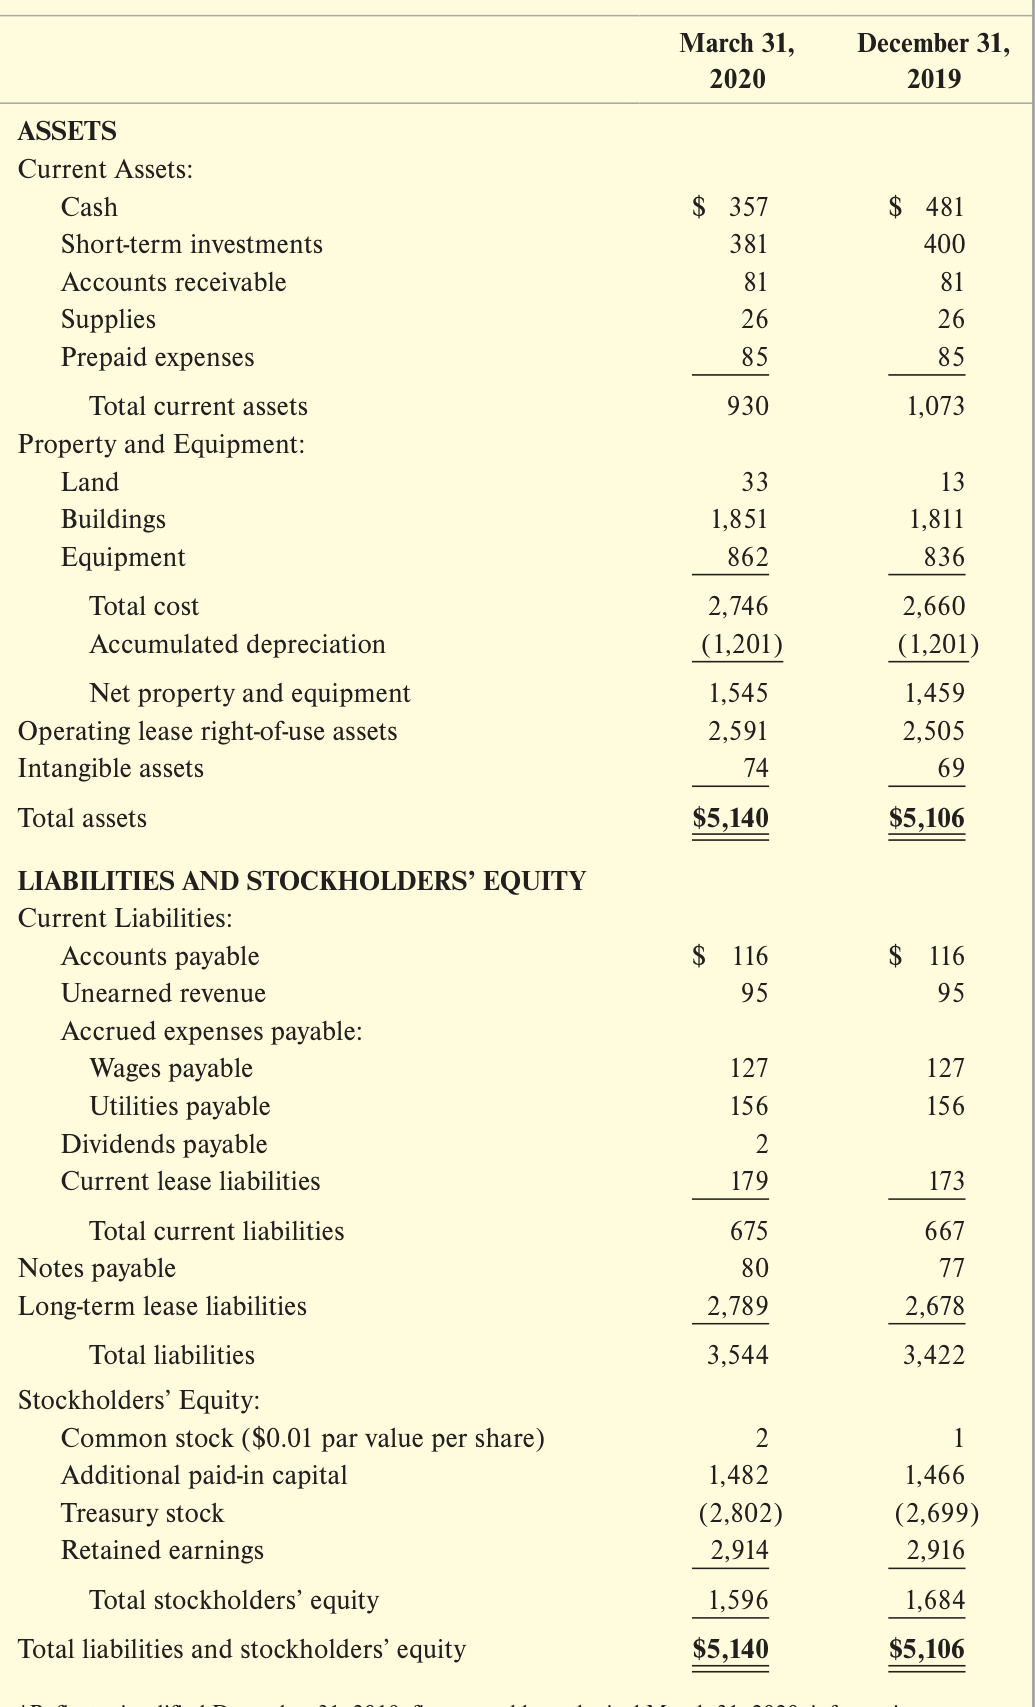 March 31, December 31,
2020 2019
ASSETS
Current Assets:
Cash $ 357 $ 481
Short-term investments 381 400
Accounts receivable 81 81
Supplies 26 26
Prepaid expenses 85 85
Total current assets 930 1,073
Property and Equipment:
Land 33 13
Buildings 1,851 1,811
Equipment 862 836
Total cost 2,746 2,660
Accumulated depreciation (1,201) (1,201)
Net property and equipment 1,545 1,459
Operating lease right-of-use assets 2,591 2,505
Intangible assets 74 69
Total assets $5,140 $5,106
LIABILITIES AND STOCKHOLDERS’ EQUITY
Current Liabilities:
Accounts payable $ 116 $ 116
Unearned revenue 95 95
Accrued expenses payable:
Wages payable 127 127
Utilities payable 156 156
Dividends payable 2
Current lease liabilities 179 173
Total current liabilities 675 667
Notes payable 80 77
Long-term lease liabilities 2,789 2,678
Total liabilities 3,544 3,422
Stockholders’ Equity:
Common stock ($0.01 par value per share) 2 1
Additional paid-in capital 1,482 1,466
Treasury stock (2,802) (2,699)
Retained earnings 2,914 2,916
Total stockholders’ equity 1,596 1,684
Total liabilities and stockholders’ equity $5,140 $5,106